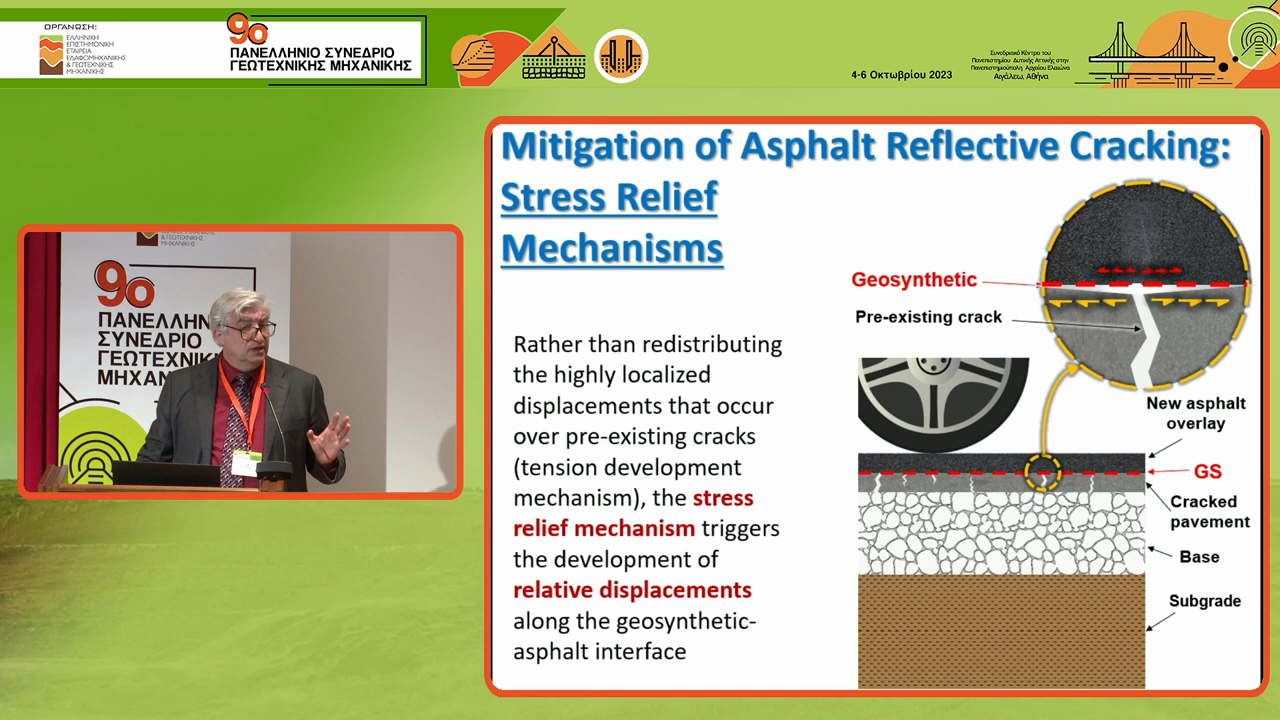 ΟΡΓΑΝΩΣΗ:
ΕΛΛΗΝΙΚΗ
ΕΠΙΣΤΗΜΟΝΙΚΗ
ΕΤΑΙΡΕΙΑ
ΕΔΑΦΟΜΗΧΑΝΙΚΗΣ
& ΓΕΩΤΕΧΝΙΚΗΣ
ΜΗΧΑΝΙΚΗΣ
9ο
ΠΑΝΕΛΛΗΝΙΟ ΣΥΝΕΔΡΙΟ
ΓΕΩΤΕΧΝΙΚΗΣ ΜΗΧΑΝΙΚΗΣ
4-6 Οκτωβρίου 2023
Συνεδριακό Κέντρο του
Πανεπιστημίου Δυτικής Αττικής στην
Πανεπιστημιούπολη Αρχαίου Ελαιώνα
Αιγάλεω, Αθήνα
& ΓΕΩΤΕΧΝΙΚΗΣ
ΜΗΧΑΝΙΚΗΣ
9ο
ΠΑΝΕΛΛΗΝ
ΣΥΝΕΔΡΙΟ
ΓΕΩΤΕΧΝΙΚ
ΜΗΧΑΝ
Mitigation of Asphalt Reflective Cracking:
Stress Relief
Mechanisms
Rather than redistributing
the highly localized
displacements that occur
over pre-existing cracks
(tension development
mechanism), the stress
relief mechanism triggers
the development of
relative displacements
along the geosynthetic-
asphalt interface
Geosynthetic
Pre-existing crack
New asphalt
overlay
GS
Cracked
pavement
Base
Subgrade